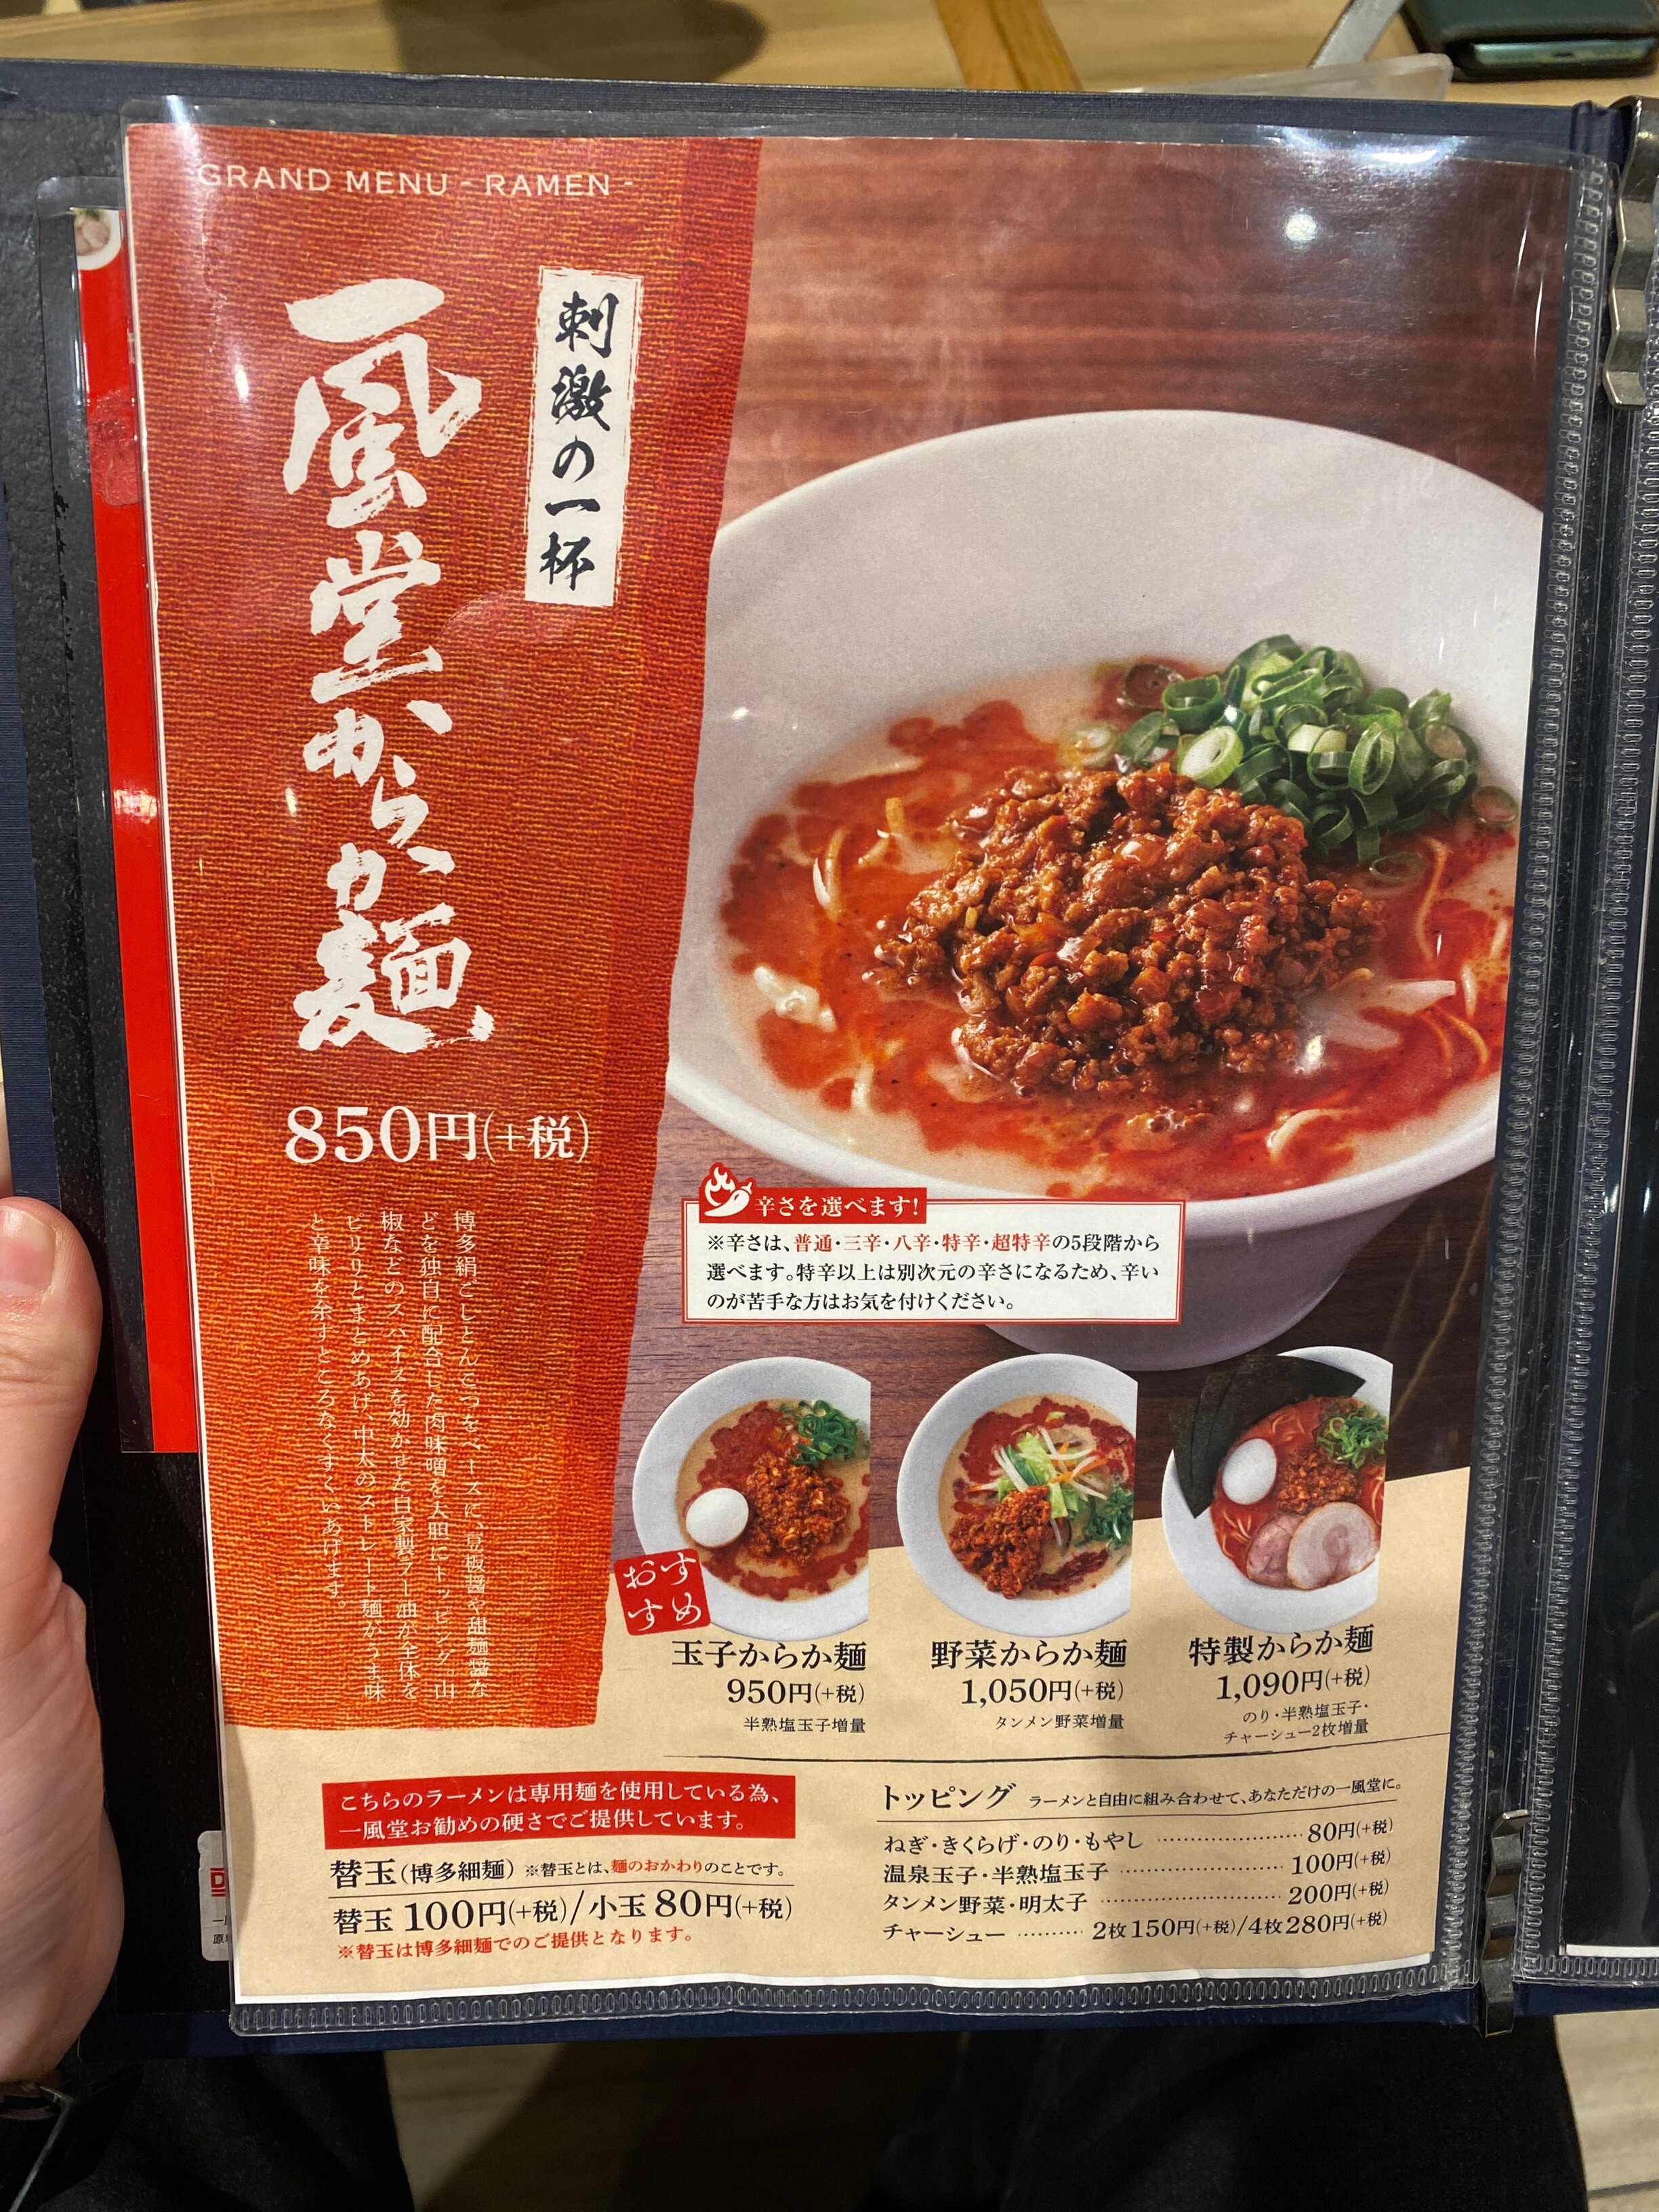 GRAND MENU - RAMEN -
刺激の一杯
一風堂からか麺
850円(+税)
博多絹ごしとんこつをベースに、豆板醤や甜麺醤な
どを独自に配合した肉味噌を大胆にトッピング。山
椒などのスパイスを効かせた自家製ラー油が全体を
ピリリとまとめあげ、中太のストレート麺がうま味
と辛味を余すところなくすくいあげます。
辛さを選べます!
※辛さは、普通・三辛・八辛・特辛・超特辛の5段階から
選べます。特辛以上は別次元の辛さになるため、辛い
のが苦手な方はお気を付けください。
おすすめ
玉子からか麺
950円(+税)
半熟塩玉子増量
野菜からか麺
1,050円(+税)
タンメン野菜増量
特製からか麺
1,090円(+税)
のり・半熟塩玉子・
チャーシュー2枚増量
こちらのラーメンは専用麺を使用している為、
一風堂お勧めの硬さでご提供しています。
替玉(博多細麺) ※替玉とは、麺のおかわりのことです。
替玉 100円(+税)/小玉 80円(+税)
※替玉は博多細麺でのご提供となります。
トッピング ラーメンと自由に組み合わせて、あなただけの一風堂に。
ねぎ・きくらげ・のり・もやし ………… 80円(+税)
温泉玉子・半熟塩玉子 ………… 100円(+税)
タンメン野菜・明太子 ………… 200円(+税)
チャーシュー ……… 2枚150円(+税)/4枚280円(+税)